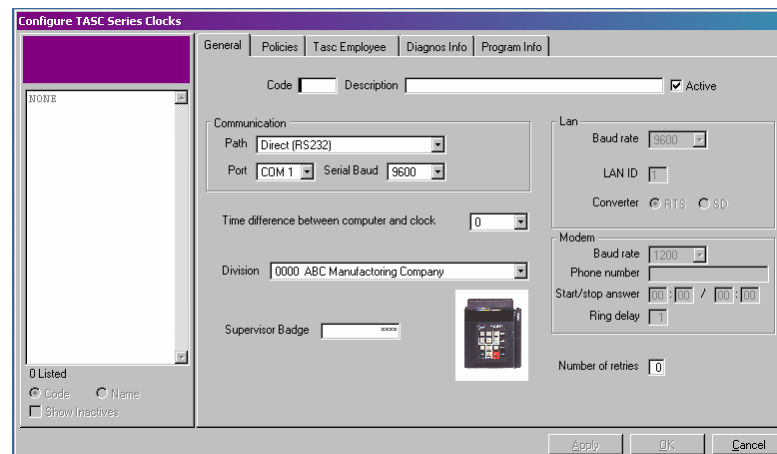 Configure TASC Series Clocks
General Policies Tasc Employee Diagnos Info Program Info
Code Description Active
NONE
Communication
Path Direct (RS232)
Port COM 1 Serial Baud 9600
Lan
Baud rate 9600
LAN ID 1
Converter RTS SD
Time difference between computer and clock 0
Modem
Baud rate 1200
Phone number
Start/stop answer 00 : 00 / 00 : 00
Ring delay 1
Division 0000 ABC Manufactoring Company
Supervisor Badge ****
Number of retries 0
0 Listed
Code Name
Show Inactives
Apply OK Cancel